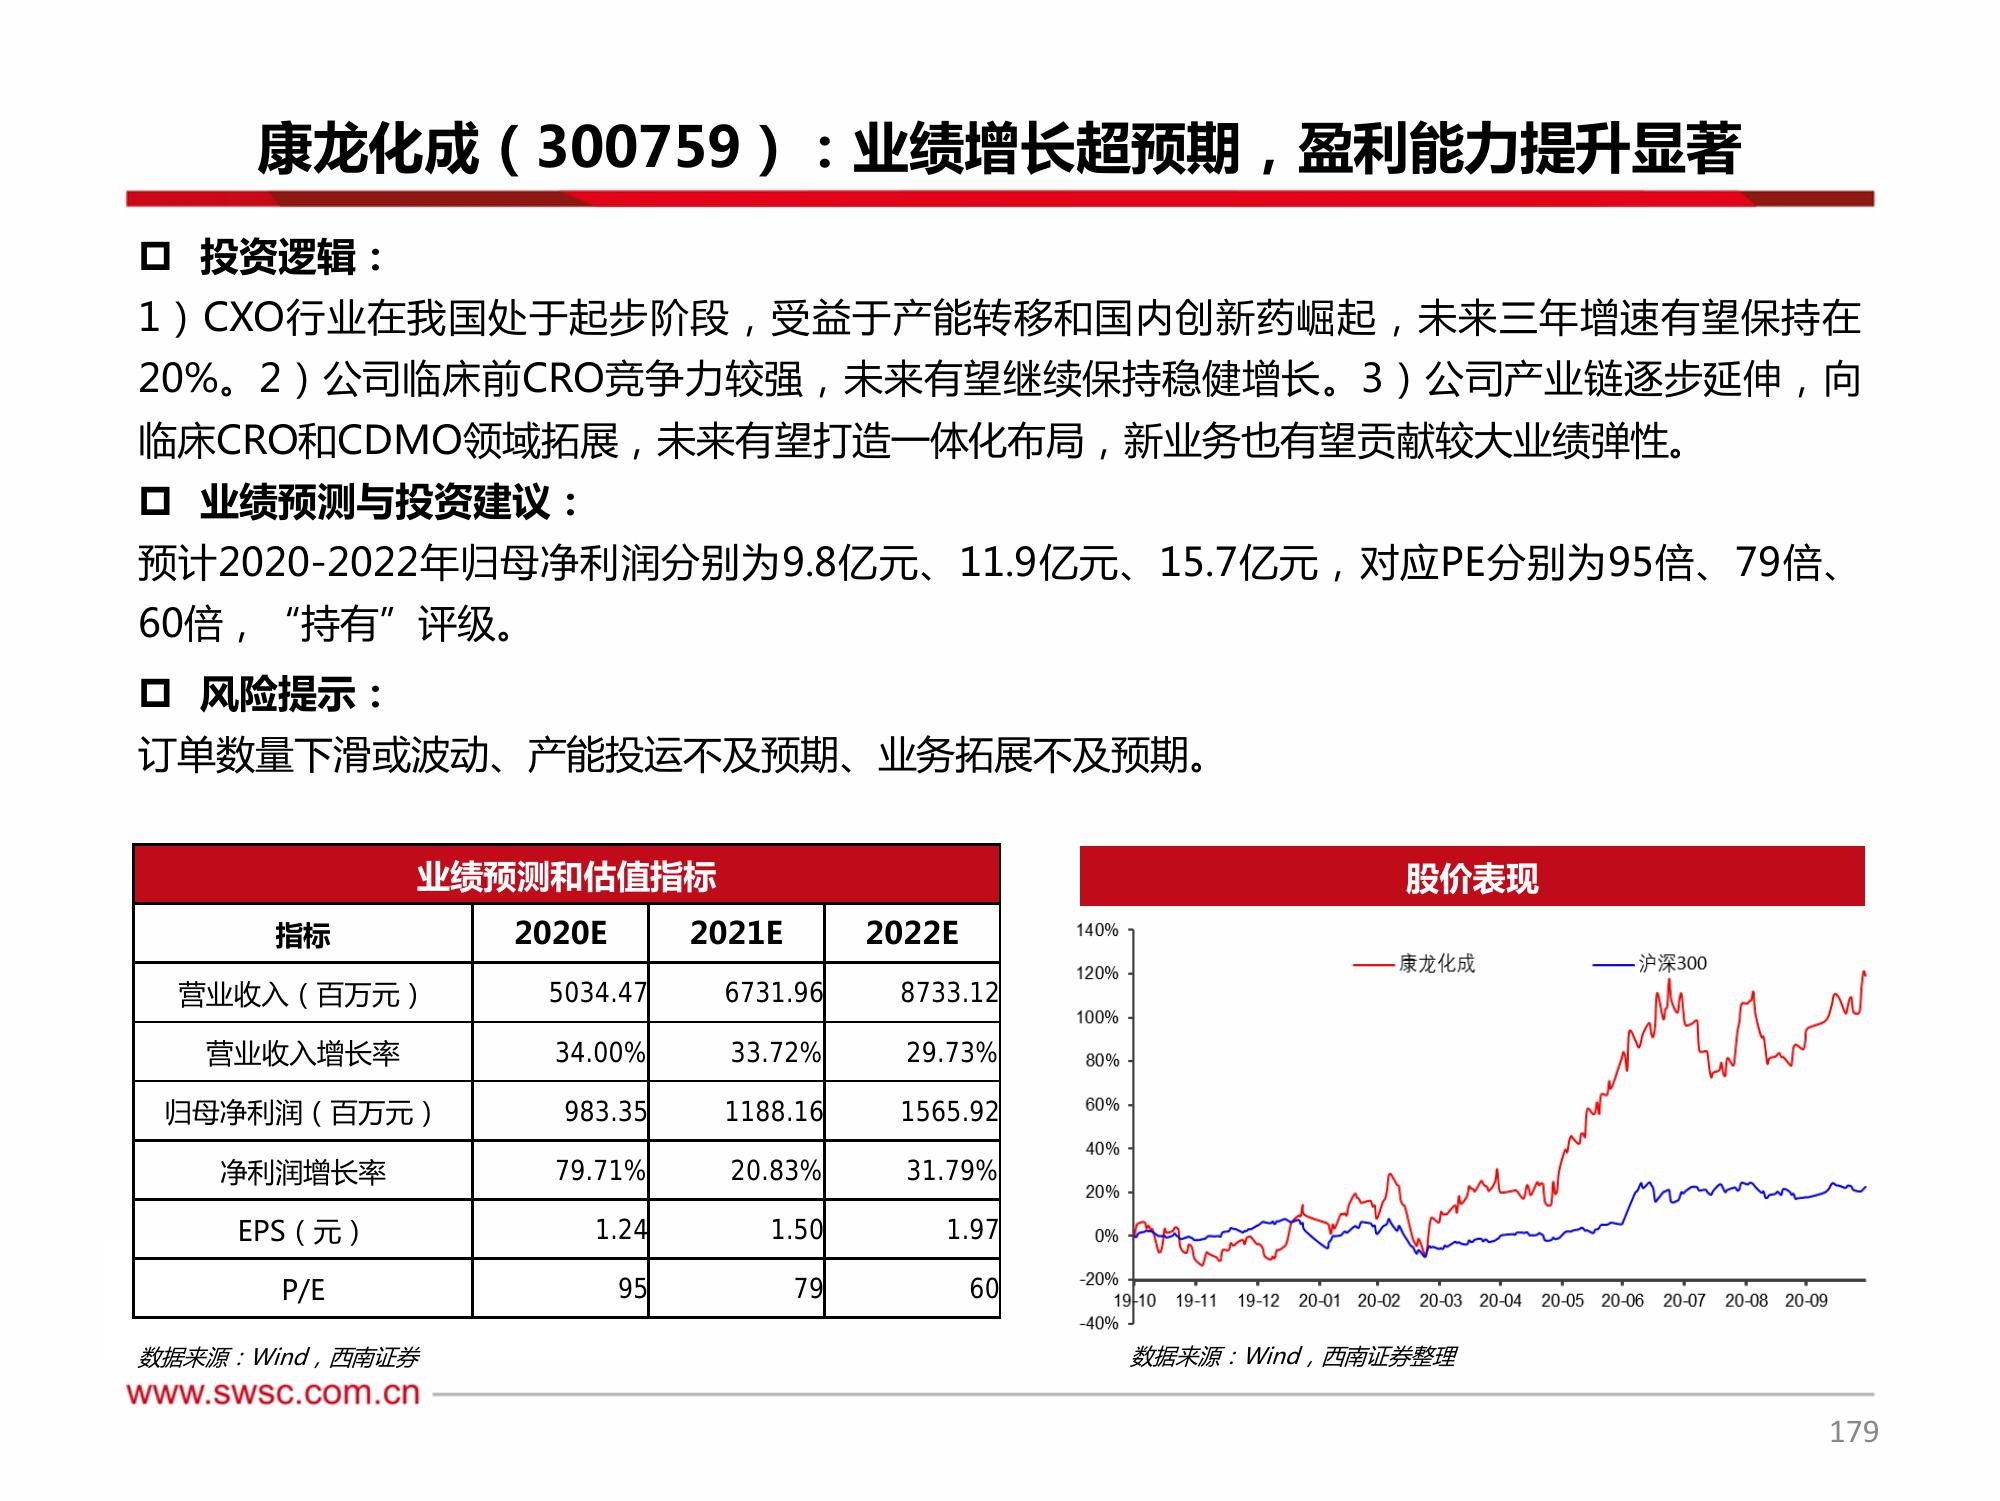 康龙化成（300759）：业绩增长超预期，盈利能力提升显著
投资逻辑：
1）CXO行业在我国处于起步阶段，受益于产能转移和国内创新药崛起，未来三年增速有望保持在
20%。2）公司临床前CRO竞争力较强，未来有望继续保持稳健增长。3）公司产业链逐步延伸，向
临床CRO和CDMO领域拓展，未来有望打造一体化布局，新业务也有望贡献较大业绩弹性。
业绩预测与投资建议：
预计2020-2022年归母净利润分别为9.8亿元、11.9亿元、15.7亿元，对应PE分别为95倍、79倍、
60倍，“持有”评级。
风险提示：
订单数量下滑或波动、产能投运不及预期、业务拓展不及预期。
业绩预测和估值指标
指标 2020E 2021E 2022E
营业收入（百万元） 5034.47 6731.96 8733.12
营业收入增长率 34.00% 33.72% 29.73%
归母净利润（百万元） 983.35 1188.16 1565.92
净利润增长率 79.71% 20.83% 31.79%
EPS（元） 1.24 1.50 1.97
P/E 95 79 60
数据来源：Wind，西南证券
股价表现
康龙化成 沪深300
140%
120%
100%
80%
60%
40%
20%
0%
-20%
-40%
19-10 19-11 19-12 20-01 20-02 20-03 20-04 20-05 20-06 20-07 20-08 20-09
数据来源：Wind，西南证券整理
www.swsc.com.cn
179